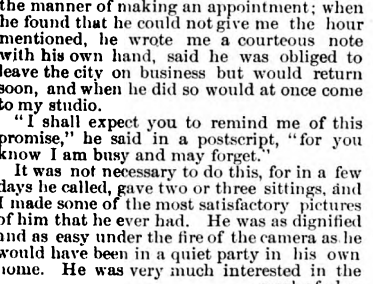 the manner of making an appointment; when
he found that he could not give me the hour
mentioned, he wrote me a courteous note
with his own hand, said he was obliged to
leave the city on business but would return
soon, and when he did so would at once come
to my studio.
"I shall expect you to remind me of this
promise," he said in a postscript, "for you
know I am busy and may forget."
It was not necessary to do this, for in a few
days he called, gave two or three sittings, and
I made some of the most satisfactory pictures
of him that he ever had. He was as dignified
and as easy under the fire of the camera as he
would have been in a quiet party in his own
home. He was very much interested in the